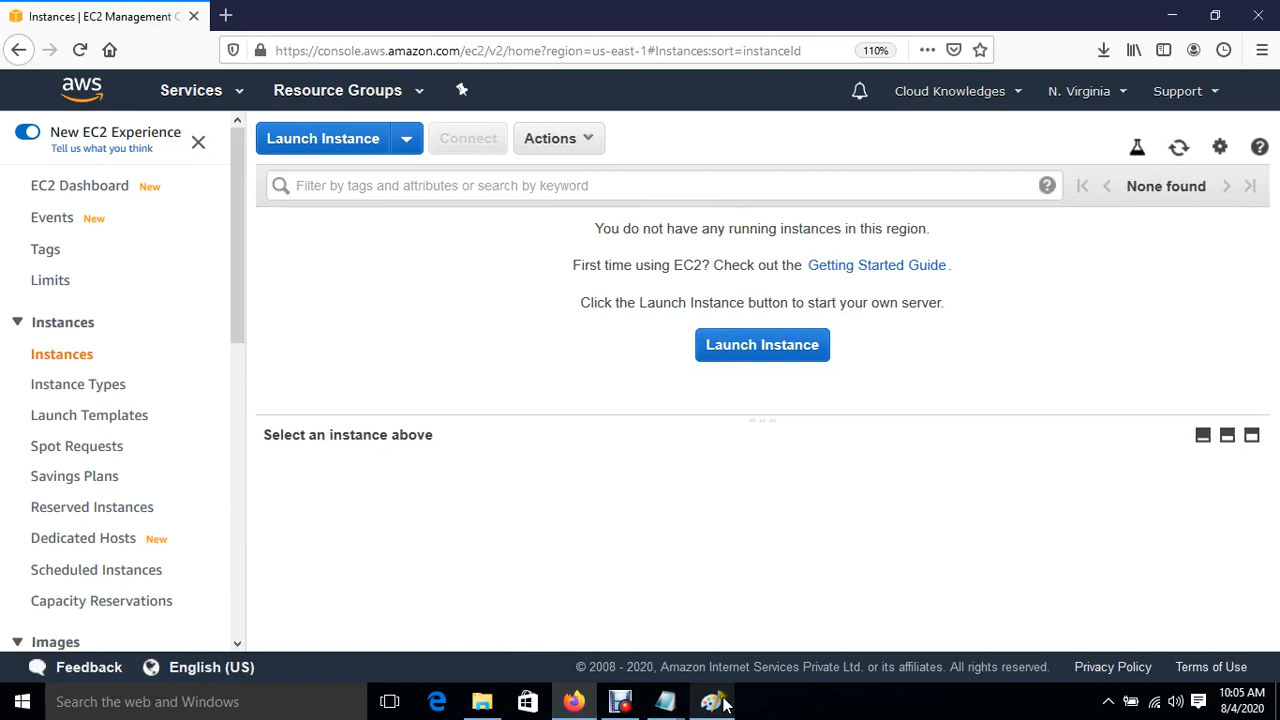 Instances | EC2 Management C
https://console.aws.amazon.com/ec2/v2/home?region=us-east-1#Instances:sort=instanceId
110%
aws
Services
Resource Groups
Cloud Knowledges
N. Virginia
Support
New EC2 Experience
Tell us what you think
Launch Instance
Connect
Actions
Filter by tags and attributes or search by keyword
None found
EC2 Dashboard New
Events New
Tags
Limits
Instances
Instances
Instance Types
Launch Templates
Spot Requests
Savings Plans
Reserved Instances
Dedicated Hosts New
Scheduled Instances
Capacity Reservations
Images
You do not have any running instances in this region.
First time using EC2? Check out the Getting Started Guide.
Click the Launch Instance button to start your own server.
Launch Instance
Select an instance above
Feedback
English (US)
© 2008 - 2020, Amazon Internet Services Private Ltd. or its affiliates. All rights reserved.
Privacy Policy
Terms of Use
Search the web and Windows
10:05 AM
8/4/2020